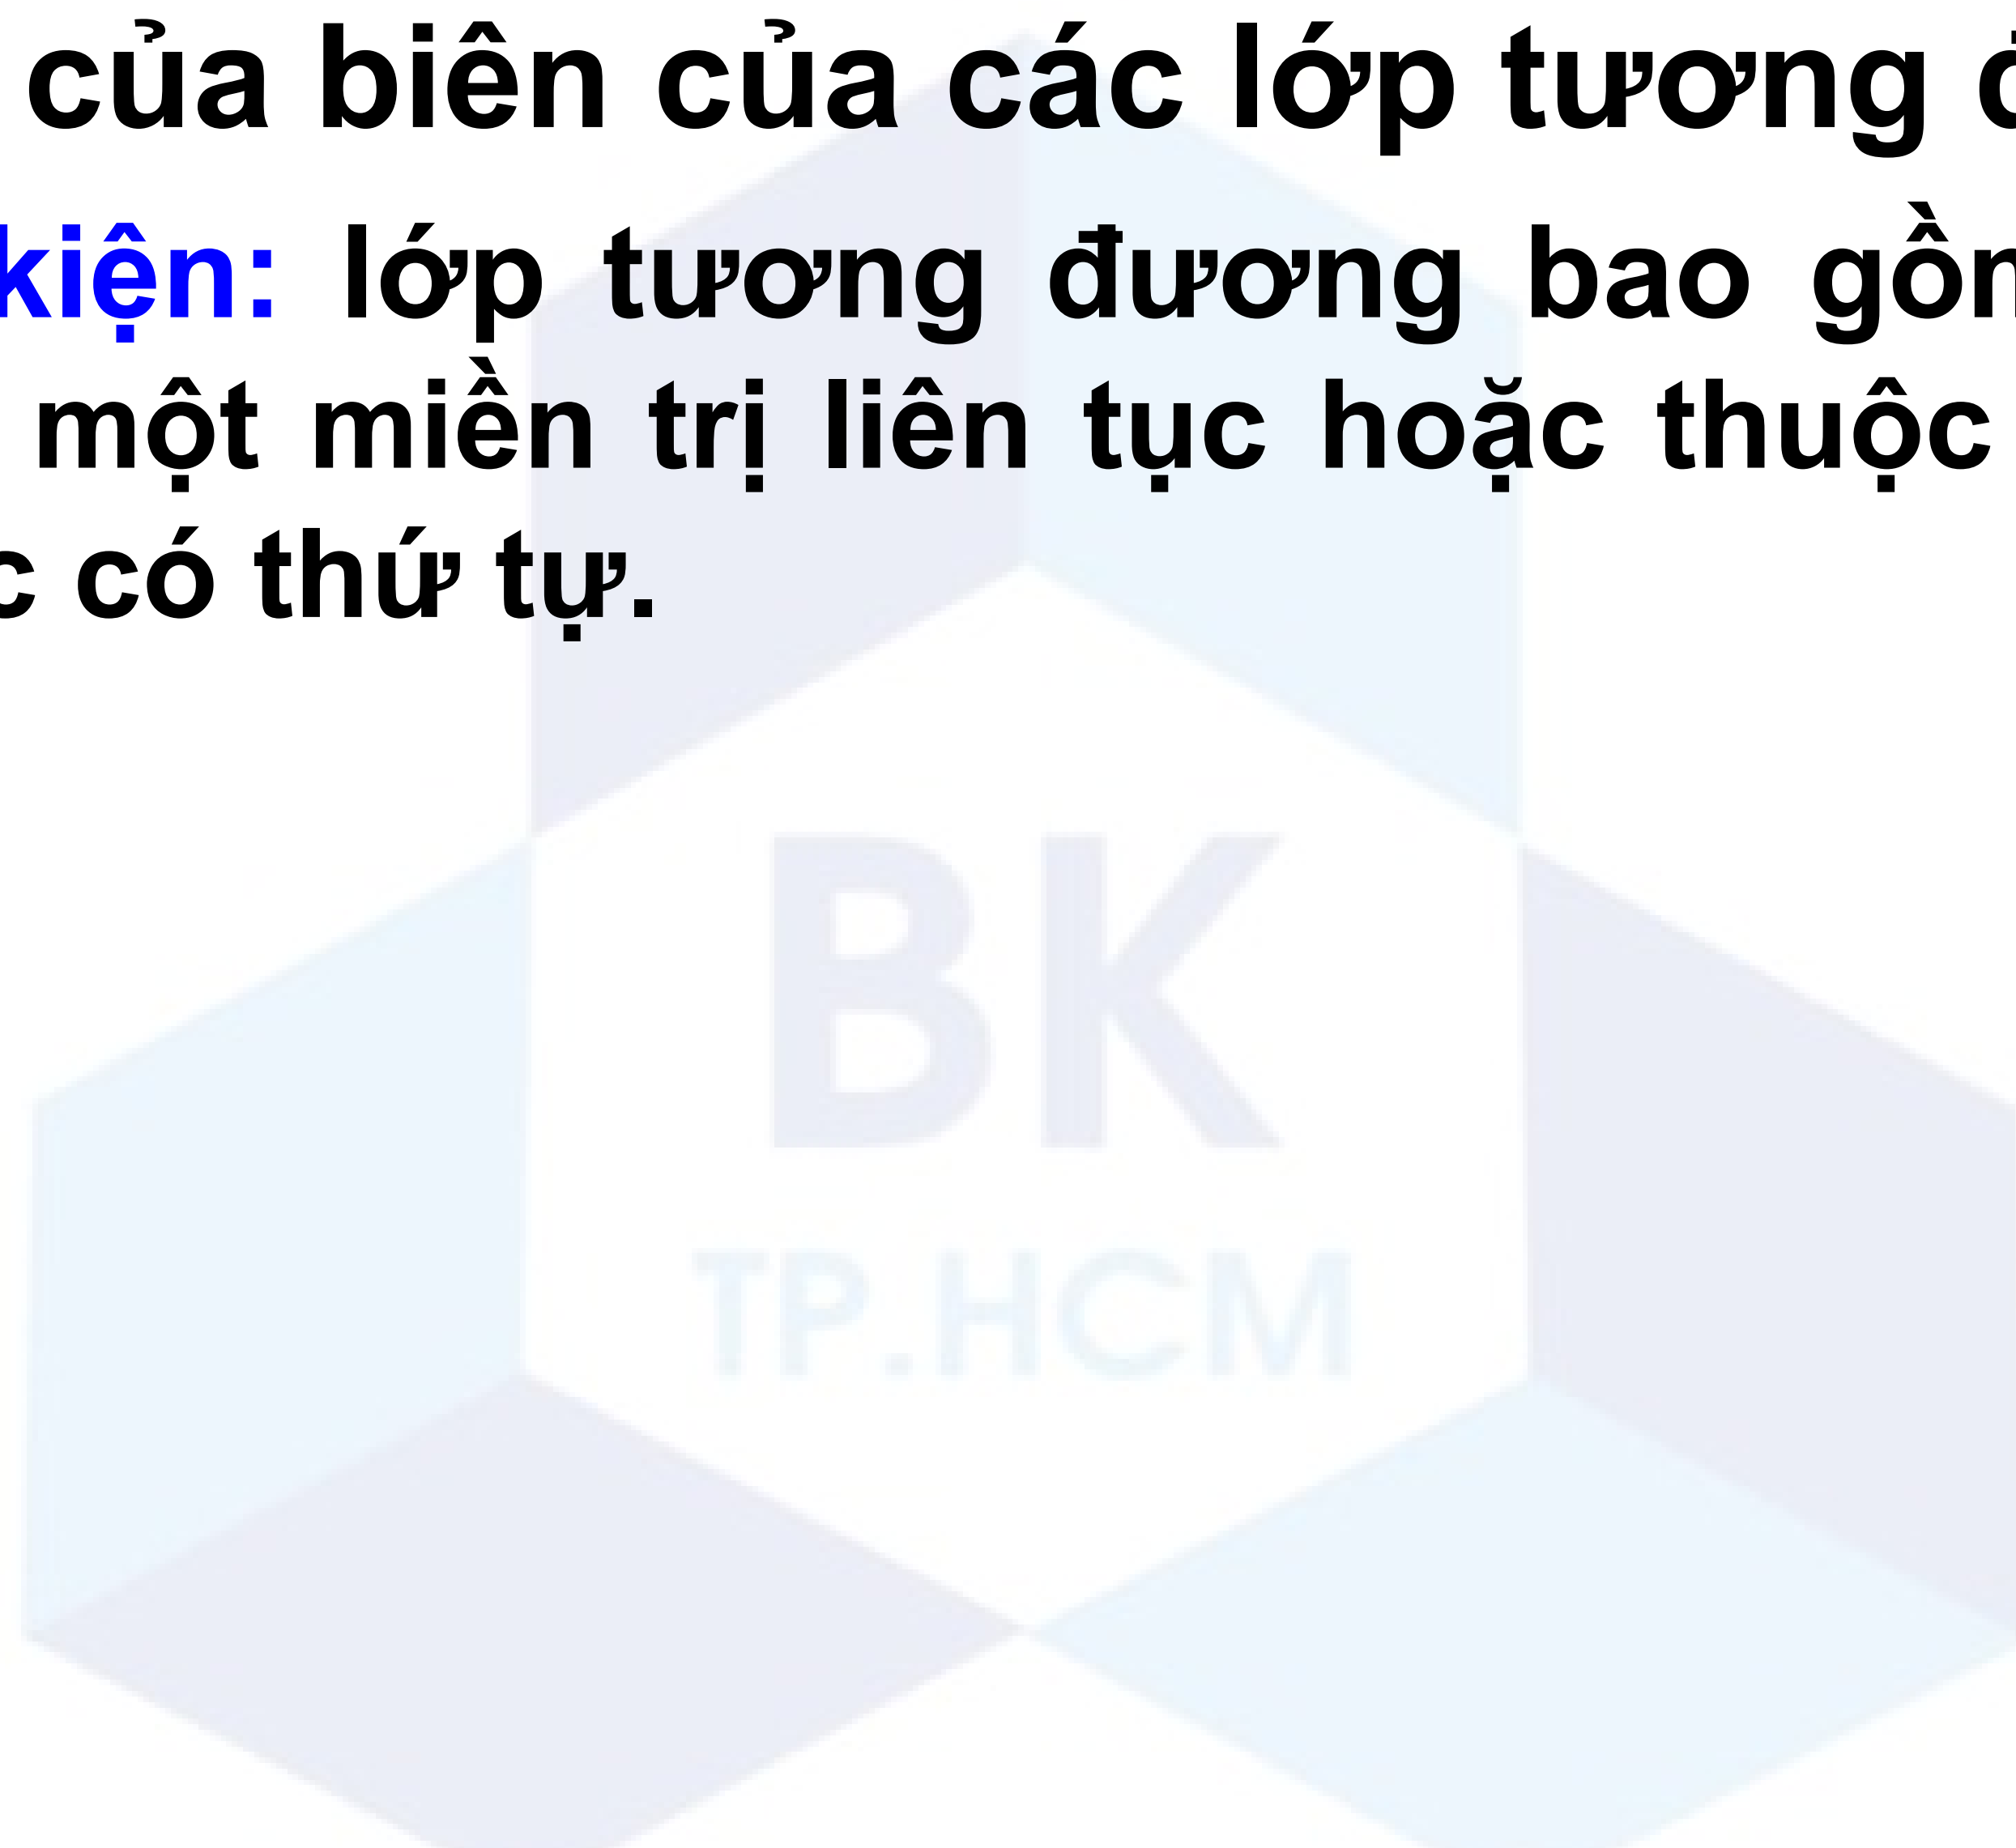 của biên của các lớp tương
kiện: lớp tương đương bao
một miền trị liên tục hoặc thuộc
có thứ tự.
BK
TP.HCM